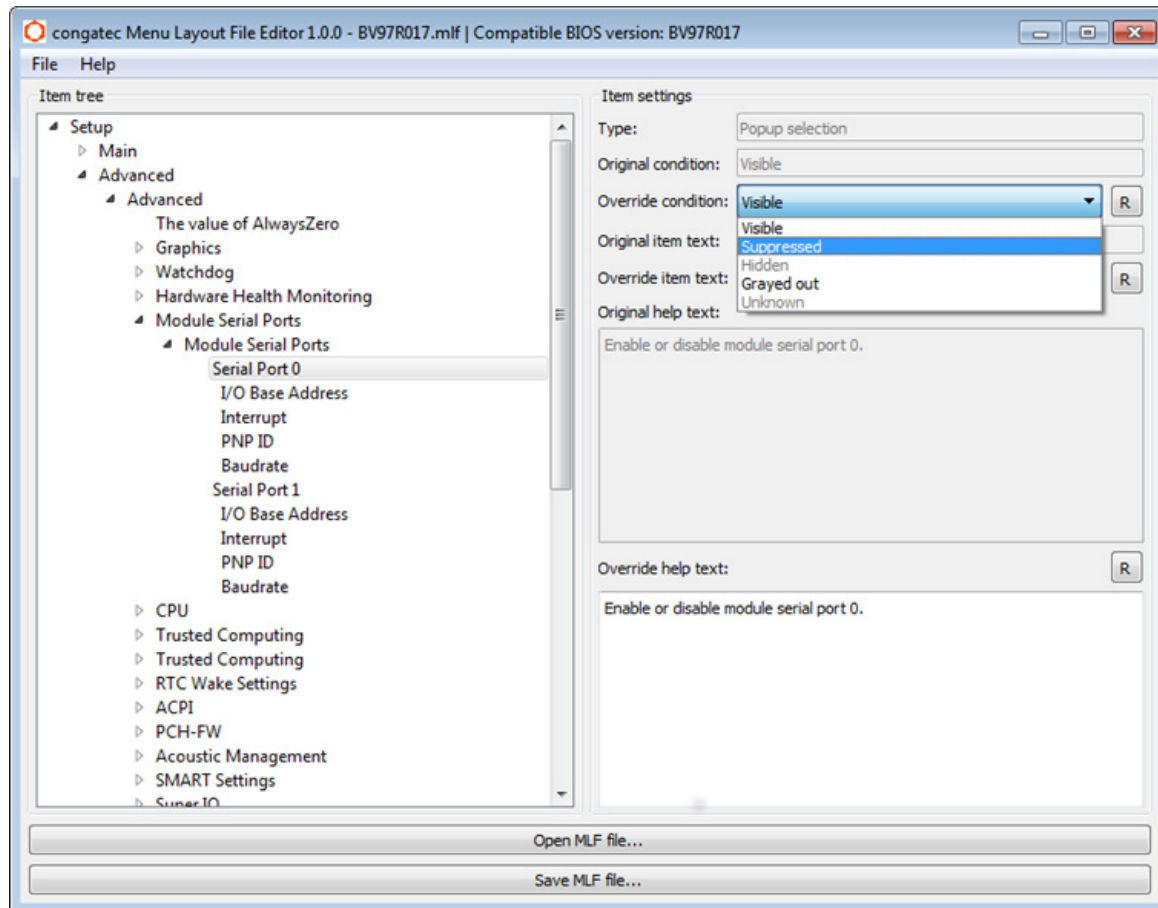 congatec Menu Layout File Editor 1.0.0 - BV97R017.mlf | Compatible BIOS version: BV97R017
File Help
Item tree
Setup
Main
Advanced
Advanced
The value of AlwaysZero
Graphics
Watchdog
Hardware Health Monitoring
Module Serial Ports
Module Serial Ports
Serial Port 0
I/O Base Address
Interrupt
PNP ID
Baudrate
Serial Port 1
I/O Base Address
Interrupt
PNP ID
Baudrate
CPU
Trusted Computing
Trusted Computing
RTC Wake Settings
ACPI
PCH-FW
Acoustic Management
SMART Settings
Super IO
Item settings
Type: Popup selection
Original condition: Visible
Override condition: Visible R
Visible
Suppressed
Hidden
Grayed out
Unknown
Original item text:
Override item text: R
Original help text:
Enable or disable module serial port 0.
Override help text: R
Enable or disable module serial port 0.
Open MLF file...
Save MLF file...